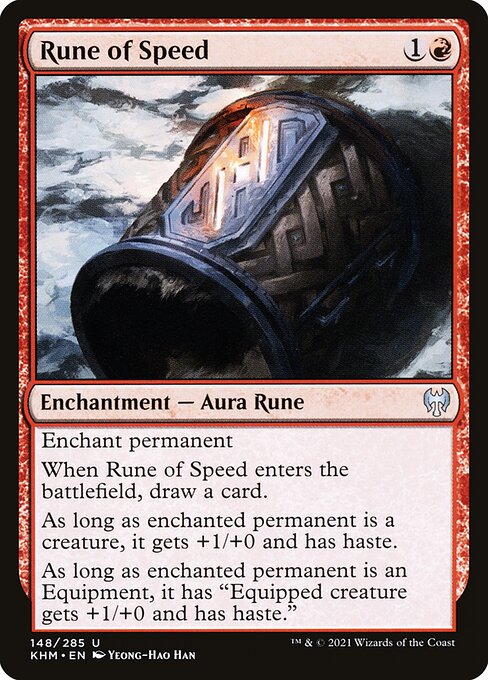 Rune of Speed 1
Enchantment — Aura Rune
Enchant permanent
When Rune of Speed enters the
battlefield, draw a card.
As long as enchanted permanent is a
creature, it gets +1/+0 and has haste.
As long as enchanted permanent is an
Equipment, it has “Equipped creature
gets +1/+0 and has haste.”
148/285 U
KHM • EN Yeong-Hao Han
™ & © 2021 Wizards of the Coast